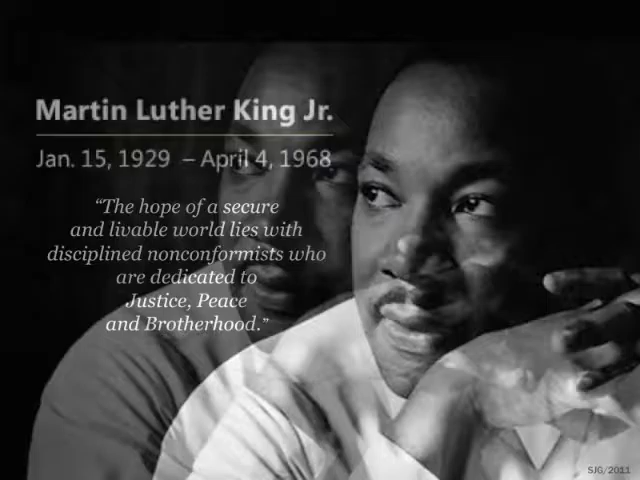 Martin Luther King Jr.
Jan. 15, 1929 – April 4, 1968
“The hope of a secure
and livable world lies with
disciplined nonconformists who
are dedicated to
Justice, Peace
and Brotherhood.”
SJG/2011